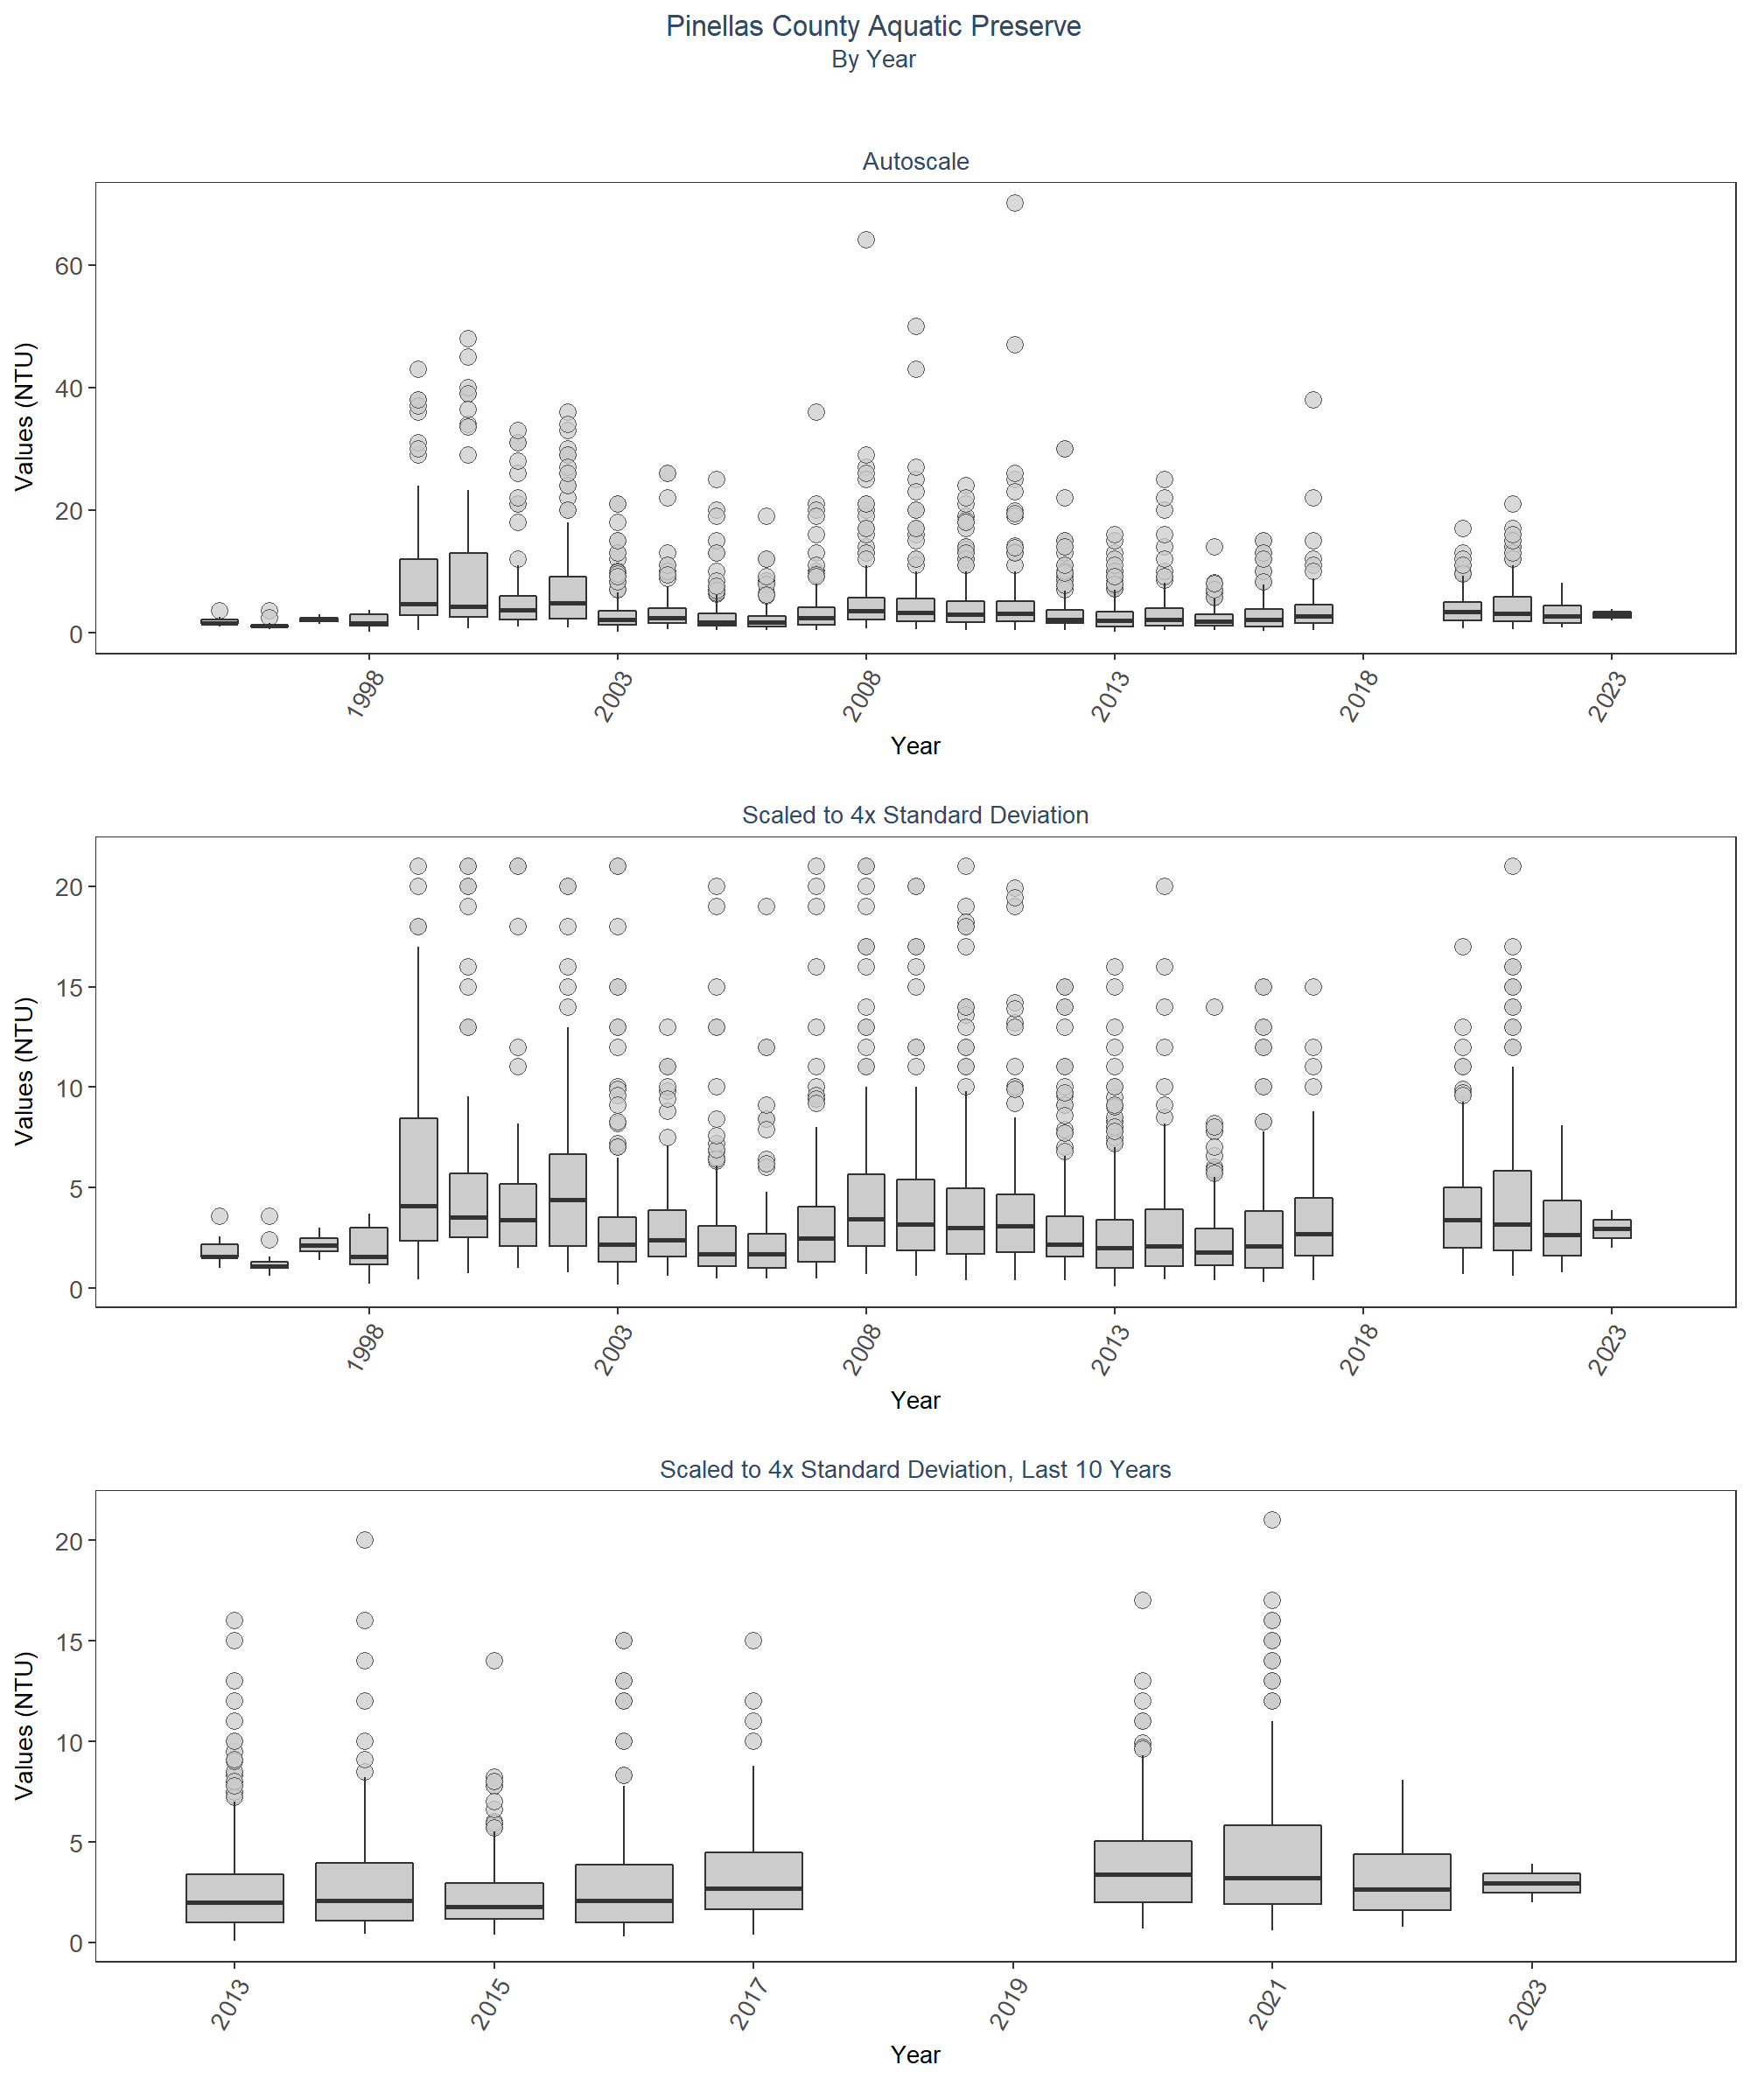 Pinellas County Aquatic Preserve
By Year
Autoscale
Values (NTU)
60
40
20
0
1998
2003
2008
2013
2018
2023
Year
Scaled to 4x Standard Deviation
Values (NTU)
20
15
10
5
0
1998
2003
2008
2013
2018
2023
Year
Scaled to 4x Standard Deviation, Last 10 Years
Values (NTU)
20
15
10
5
0
2013
2015
2017
2019
2021
2023
Year